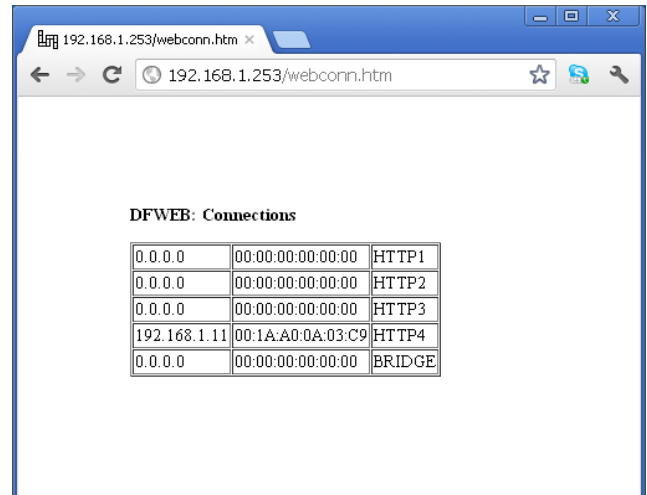 192.168.1.253/webconn.htm
192.168.1.253/webconn.htm
DFWEB: Connections
0.0.0.0 00:00:00:00:00:00 HTTP1
0.0.0.0 00:00:00:00:00:00 HTTP2
0.0.0.0 00:00:00:00:00:00 HTTP3
192.168.1.11 00:1A:A0:0A:03:C9 HTTP4
0.0.0.0 00:00:00:00:00:00 BRIDGE